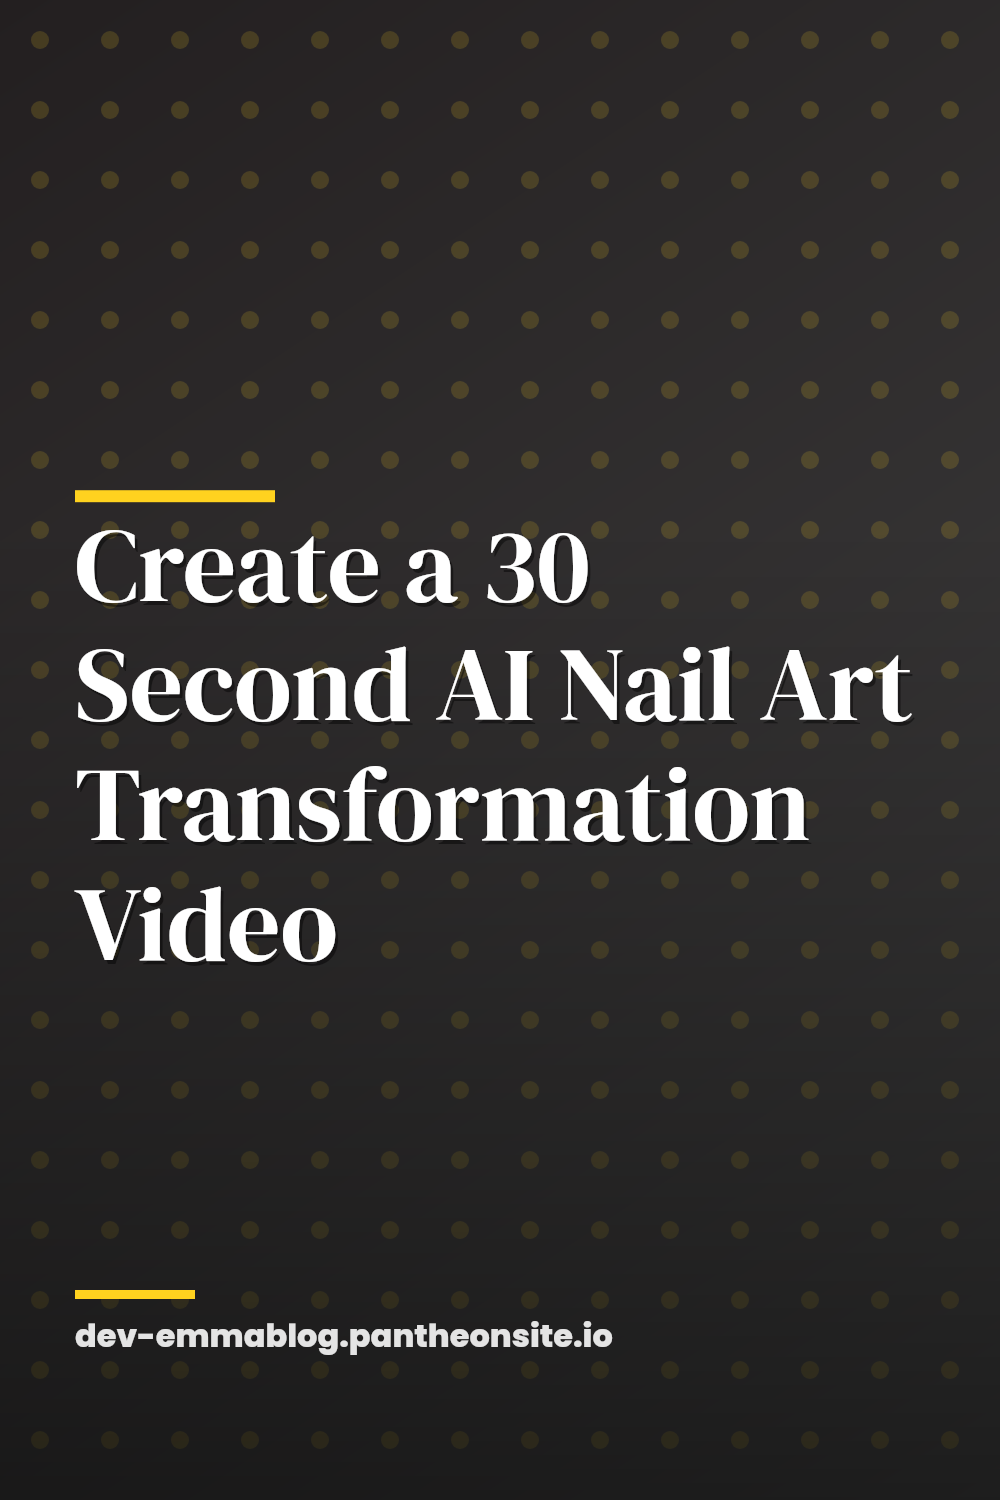 Create a 30
Second AI Nail Art
Transformation
Video
dev-emmablog.pantheonsite.io